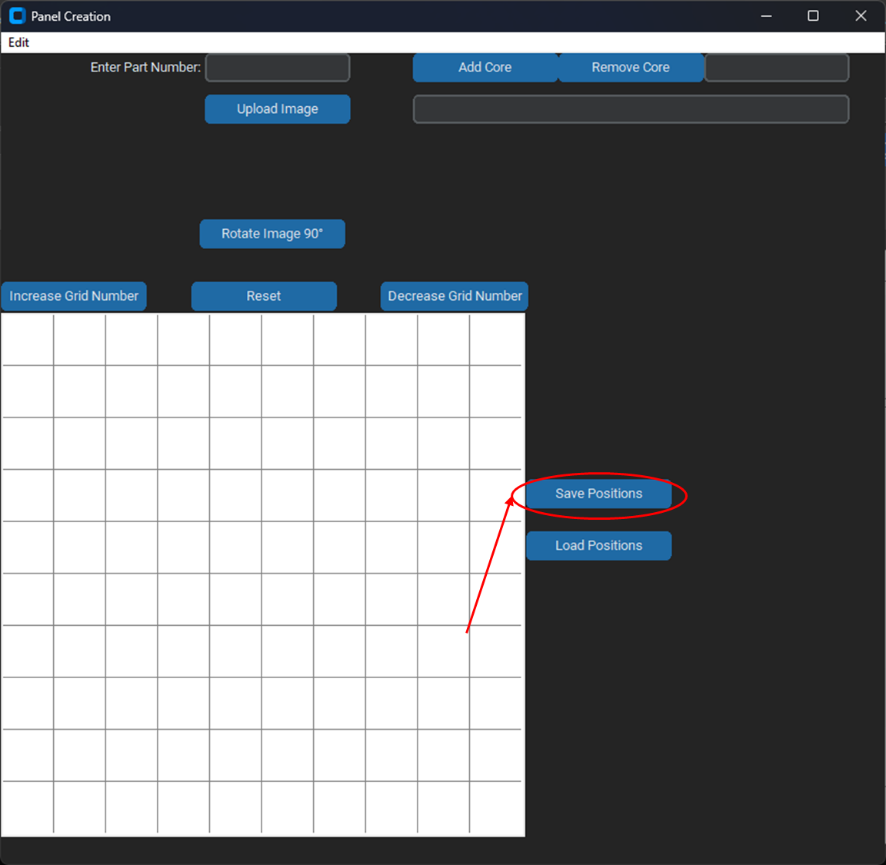 Panel Creation
Edit
Enter Part Number:
Add Core
Remove Core
Upload Image
Rotate Image 90°
Increase Grid Number
Reset
Decrease Grid Number
Save Positions
Load Positions